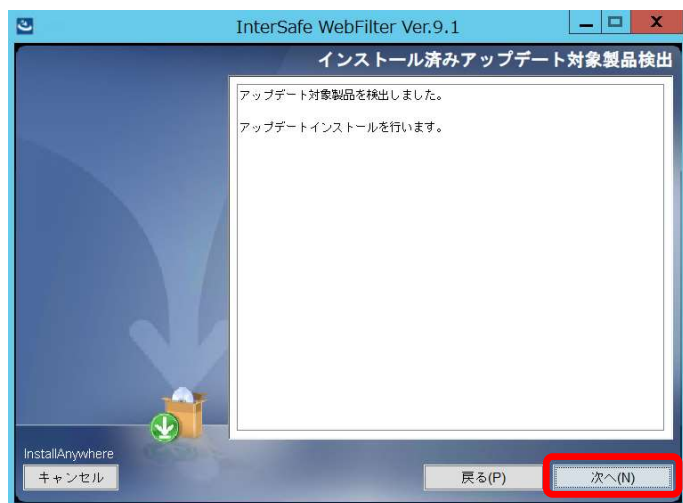 InterSafe WebFilter Ver.9.1
インストール済みアップデート対象製品検出
アップデート対象製品を検出しました。
アップデートインストールを行います。
InstallAnywhere
キャンセル
戻る(P)
次へ(N)